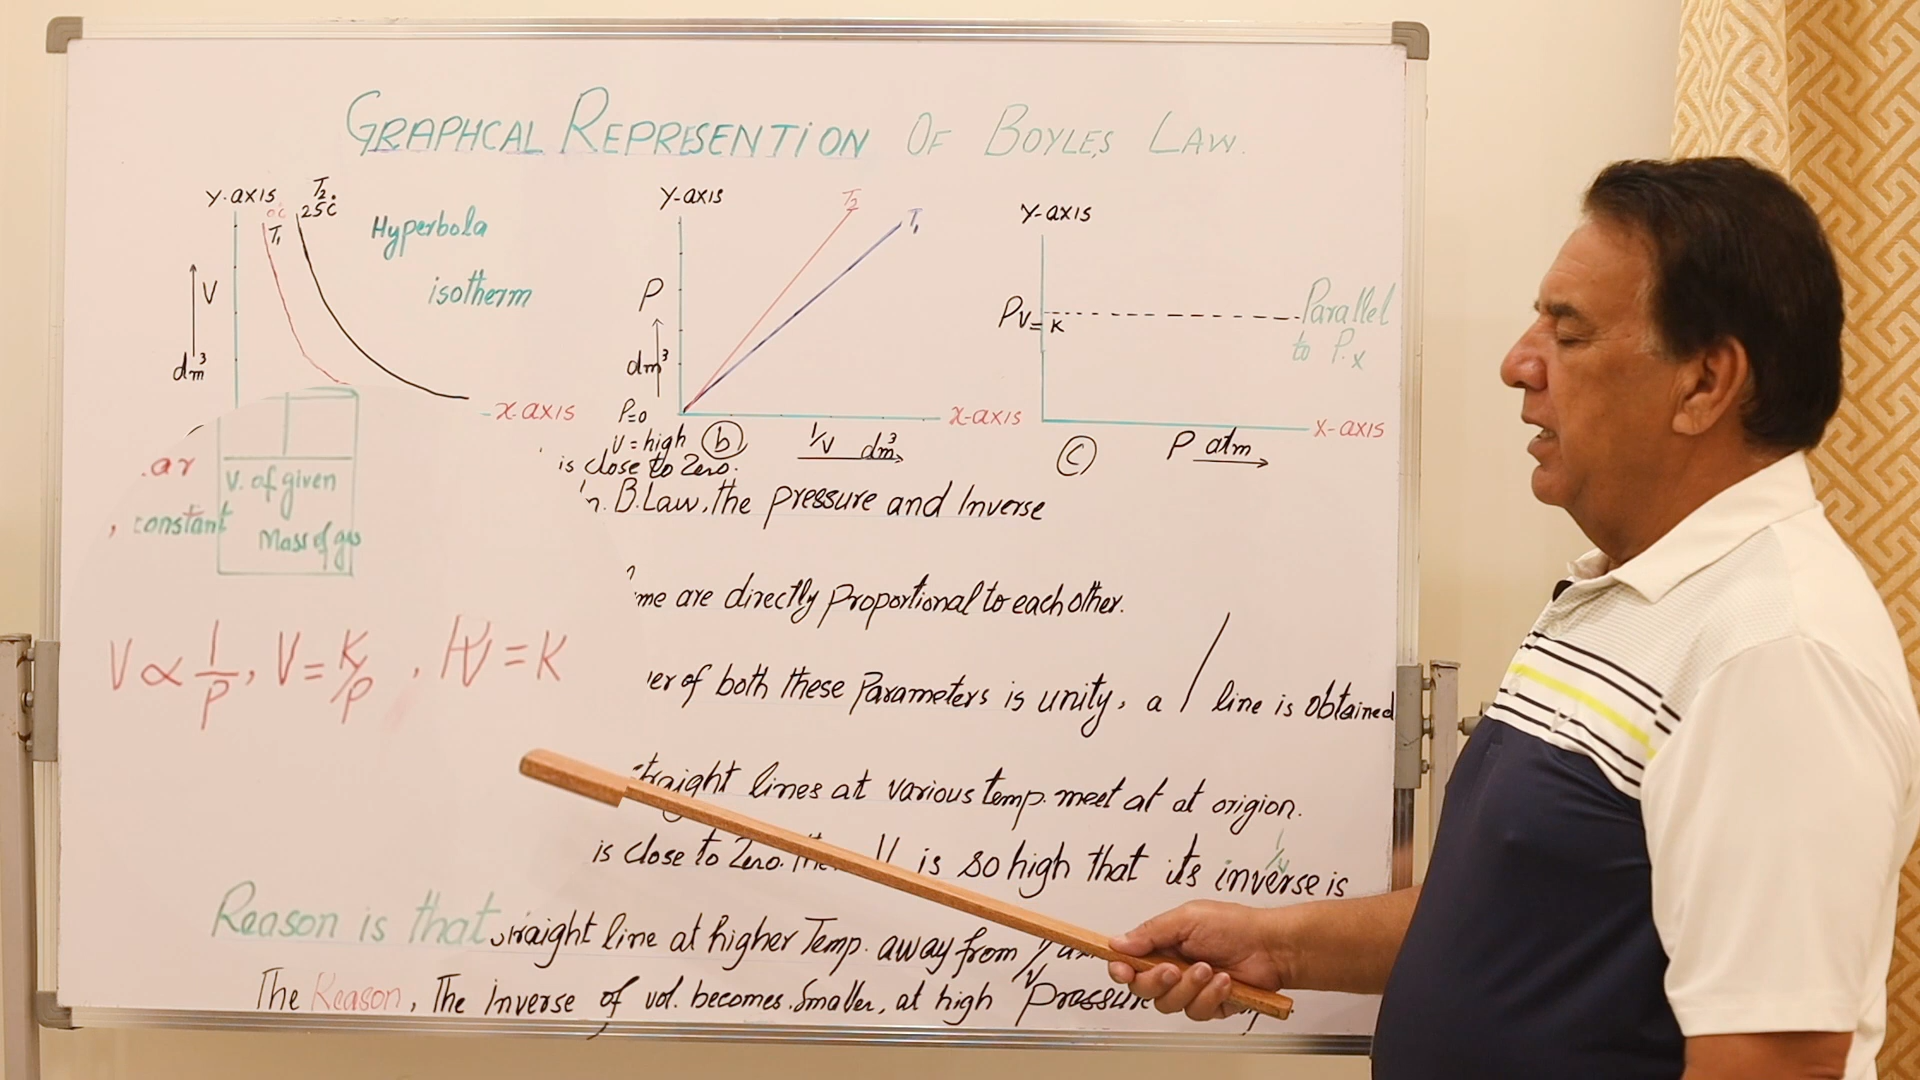 GRAPHCAL REPRESENTION OF BOYLES LAW.
y-axis
0c T1
T2 25c
Hyperbola
isotherm
V
dm3
x-axis
y-axis
T2
T1
P
dm3
P=0
V = high
b
1/V dm3
x-axis
y-axis
PV = K
Parallel
to P.x
x-axis
c
P atm
is close to Zero.
B.Law, the pressure and Inverse
me are directly proportional to each other.
of both these Parameters is unity, a / line is obtained
traight lines at various temp. meet at at origion.
is close to Zero. V is so high that its inverse is
1/V
.ar
, constant
V. of given
Mass of gas
V ∝ 1/P, V = K/P, PV = K
Reason is that straight line at higher Temp. away from 1/V
The Reason, The inverse of vol. becomes smaller, at high Pressure